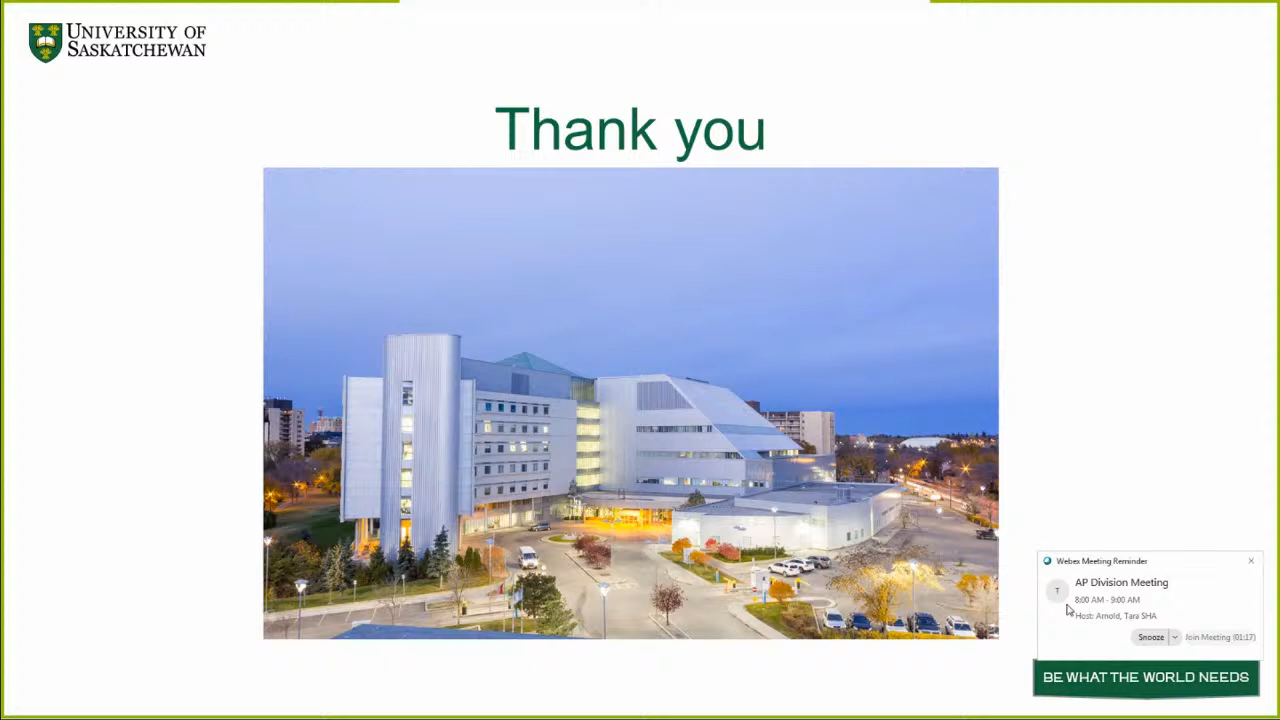 UNIVERSITY OF
SASKATCHEWAN
Thank you
Webex Meeting Reminder
T
AP Division Meeting
8:00 AM - 9:00 AM
Host: Arnold, Tara SHA
Snooze
Join Meeting (01:17)
BE WHAT THE WORLD NEEDS